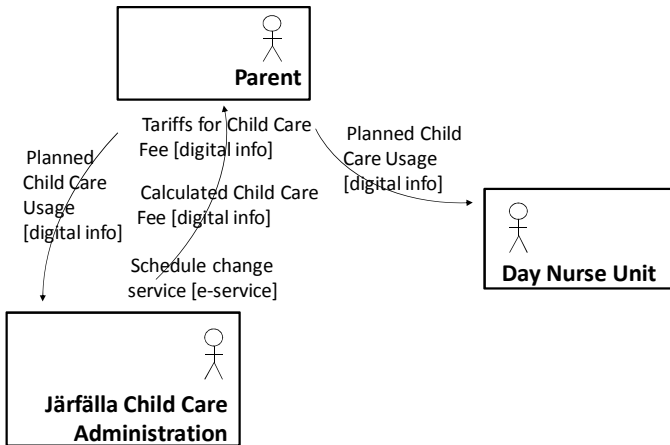 Parent
Tariffs for Child Care
Fee [digital info]
Planned Child
Care Usage
[digital info]
Planned
Child Care
Usage
[digital info]
Calculated Child Care
Fee [digital info]
Schedule change
service [e-service]
Day Nurse Unit
Järfälla Child Care
Administration